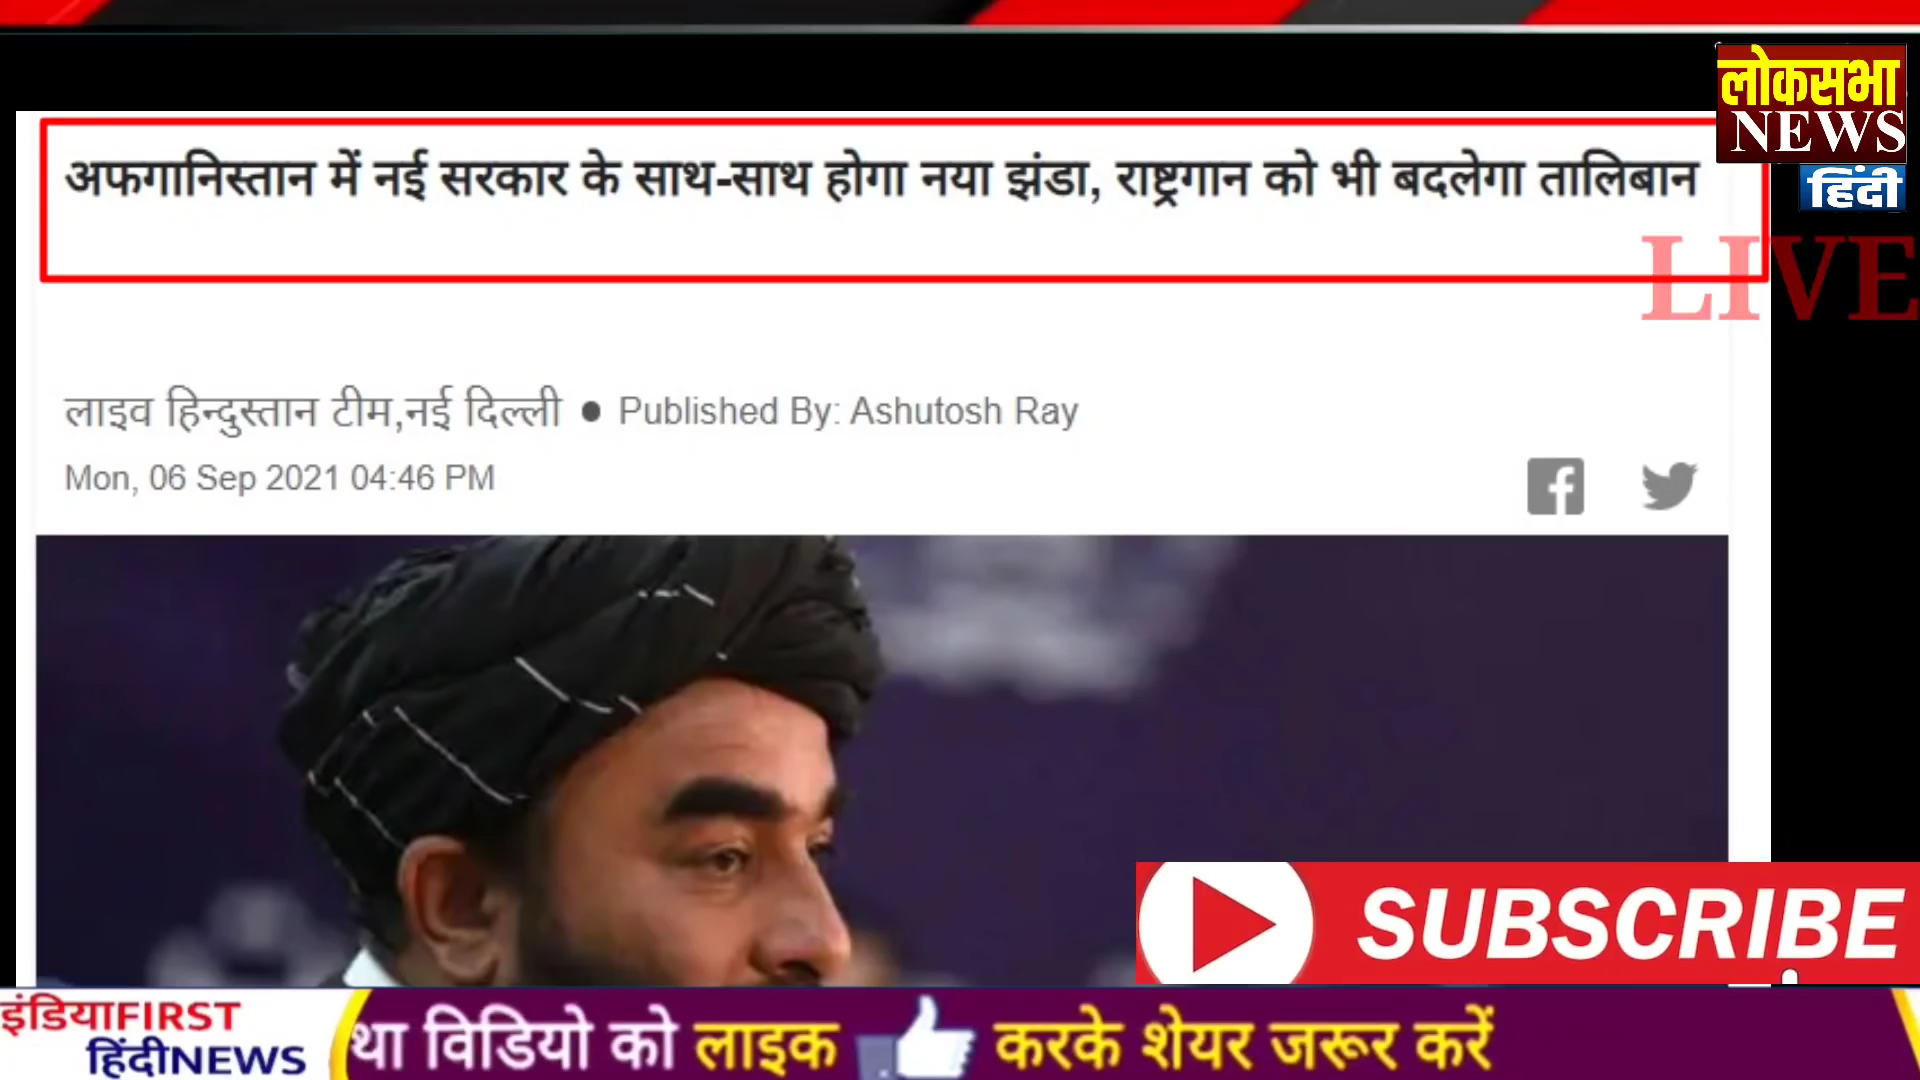 लोकसभा
NEWS
हिंदी
LIVE
अफगानिस्तान में नई सरकार के साथ-साथ होगा नया झंडा, राष्ट्रगान को भी बदलेगा तालिबान
लाइव हिन्दुस्तान टीम,नई दिल्ली ● Published By: Ashutosh Ray
Mon, 06 Sep 2021 04:46 PM
SUBSCRIBE
इंडियाFIRST
हिंदीNEWS
था विडियो को लाइक करके शेयर जरूर करें